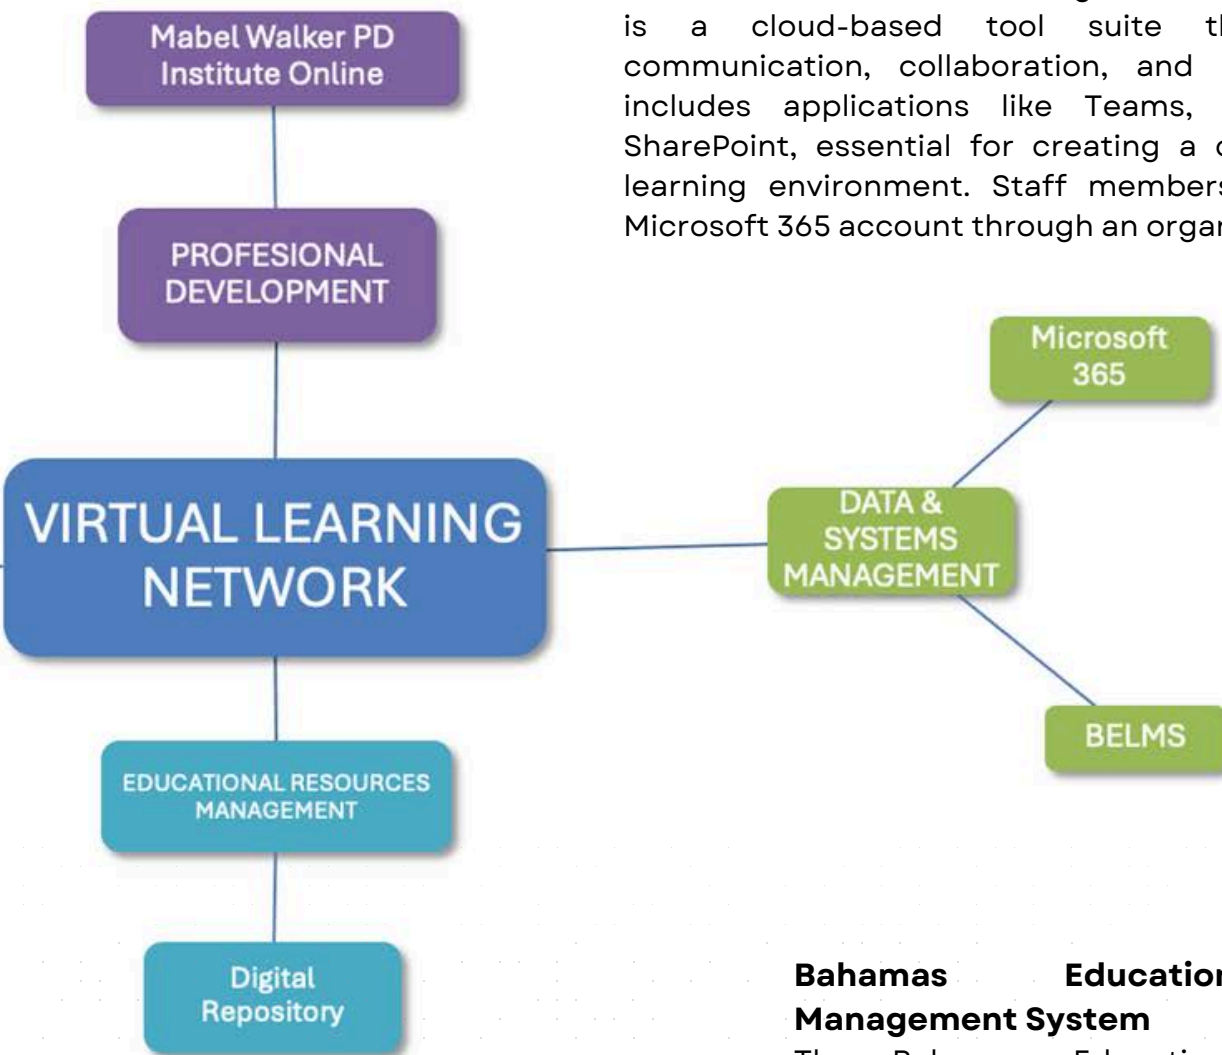 Mabel Walker PD
Institute Online
PROFESIONAL
DEVELOPMENT
VIRTUAL LEARNING
NETWORK
EDUCATIONAL RESOURCES
MANAGEMENT
Digital
Repository
is a cloud-based tool suite
communication, collaboration, and
includes applications like Teams,
SharePoint, essential for creating a
learning environment. Staff members
Microsoft 365 account through an
Microsoft
365
DATA &
SYSTEMS
MANAGEMENT
BELMS
Bahamas
Management System